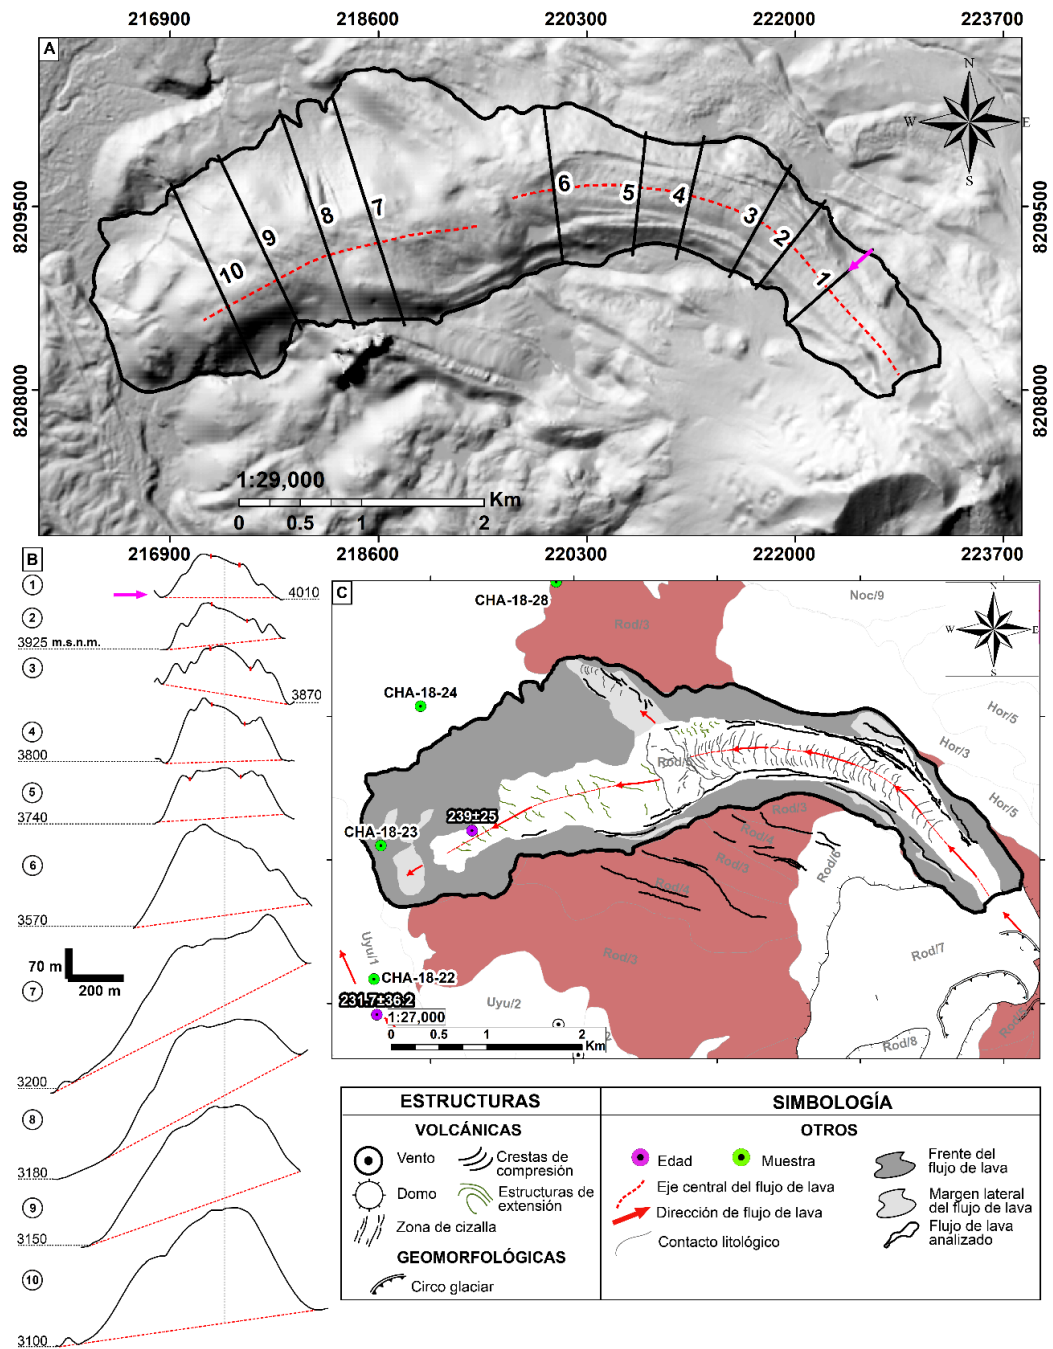 216900
218600
220300
222000
223700
A
N
W
E
S
8209500
8209500
8208000
8208000
10
9
8
7
6
5
4
3
2
1
1:29,000
Km
0
0.5
1
2
216900
218600
220300
222000
223700
B
1
4010
2
3925 m.s.n.m.
3
3870
4
3800
5
3740
6
3570
70 m
200 m
7
3200
8
3180
9
3150
10
3100
C
CHA-18-28
Rod/3
Noc/9
N
W
E
S
CHA-18-24
Hor/5
Hor/3
Hor/5
239±25
CHA-18-23
Rod/3
Rod/4
Rod/3
Rod/4
Rod/6
Rod/3
Rod/7
Uyu/1
CHA-18-22
231.7±36.2
Uyu/2
Rod/8
1:27,000
0
0.5
1
2
Km
ESTRUCTURAS
VOLCÁNICAS
Vento
Crestas de
compresión
Domo
Estructuras de
extensión
Zona de cizalla
GEOMORFOLÓGICAS
Circo glaciar
SIMBOLOGÍA
OTROS
Edad
Muestra
Frente del
flujo de lava
Eje central del flujo de lava
Margen lateral
del flujo de lava
Dirección de flujo de lava
Flujo de lava
analizado
Contacto litológico